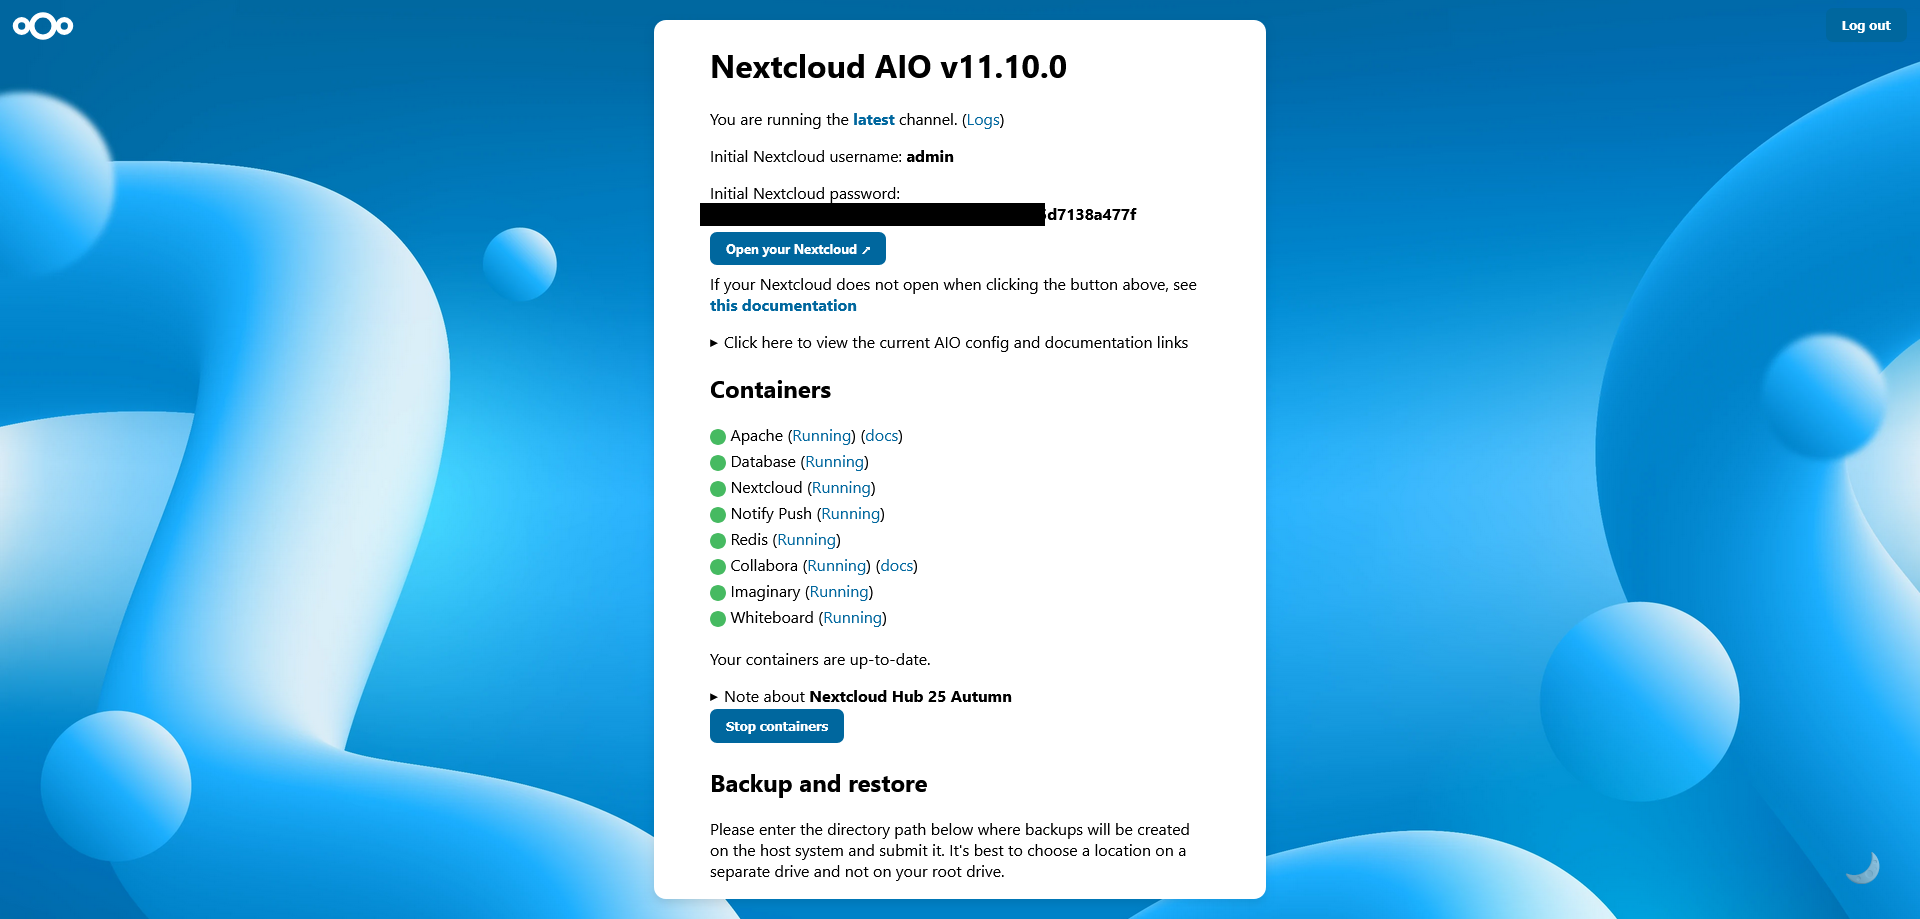 Log out
Nextcloud AIO v11.10.0
You are running the latest channel. (Logs)
Initial Nextcloud username: admin
Initial Nextcloud password:
d7138a477f
Open your Nextcloud ↗
If your Nextcloud does not open when clicking the button above, see
this documentation
▸ Click here to view the current AIO config and documentation links
Containers
Apache (Running) (docs)
Database (Running)
Nextcloud (Running)
Notify Push (Running)
Redis (Running)
Collabora (Running) (docs)
Imaginary (Running)
Whiteboard (Running)
Your containers are up-to-date.
▸ Note about Nextcloud Hub 25 Autumn
Stop containers
Backup and restore
Please enter the directory path below where backups will be created
on the host system and submit it. It's best to choose a location on a
separate drive and not on your root drive.